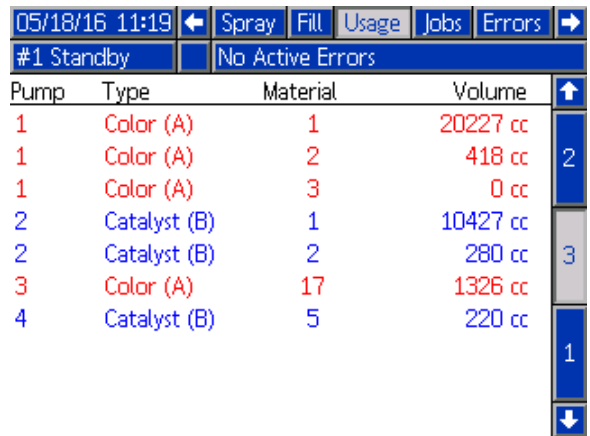 05/18/16 11:19 Spray Fill Usage Jobs Errors
#1 Standby No Active Errors
Pump Type Material Volume
1 Color (A) 1 20227 cc
1 Color (A) 2 418 cc
1 Color (A) 3 0 cc
2 Catalyst (B) 1 10427 cc
2 Catalyst (B) 2 280 cc
3 Color (A) 17 1326 cc
4 Catalyst (B) 5 220 cc
2
3
1